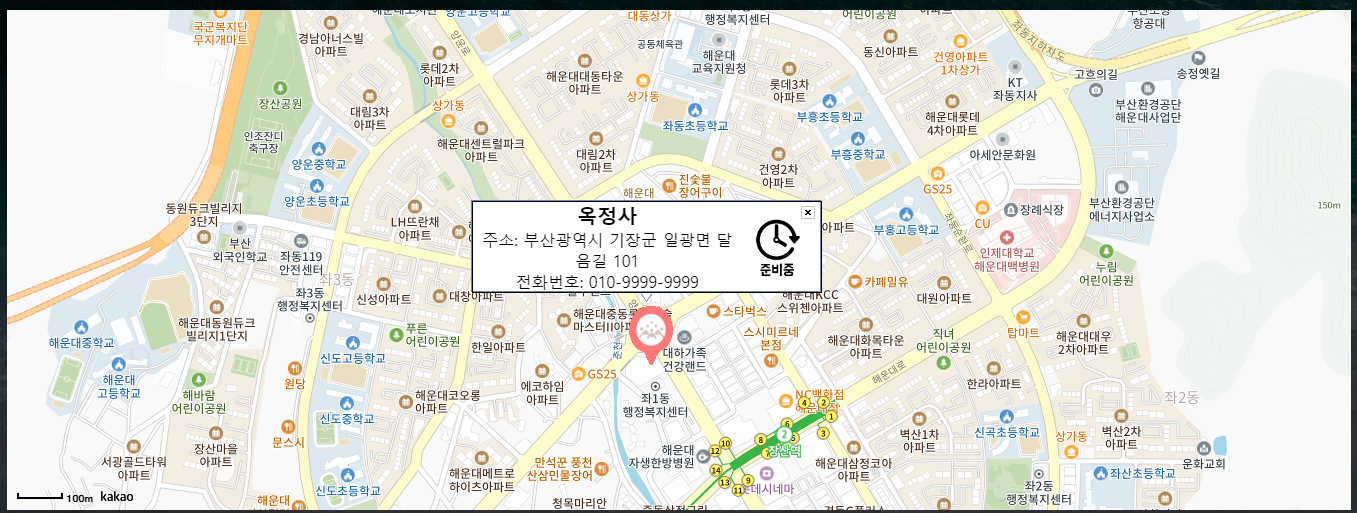 국군복지단
무지개마트
경남아너스빌
아파트
양운초등학교
대동상가
행정복지센터
공동체육관
해운대
교육지원청
어린이공원
동신아파트
건영아파트
1차상가
좌동지하차도
항공대
고흐의길
송정옛길
KT
좌동지사
부산환경공단
해운대사업단
장산공원
롯데2차
아파트
상가동
양운로
해운대대동타운
아파트
상가동
롯데3차
아파트
부흥초등학교
해운대롯데
4차아파트
대림3차
아파트
인조잔디
축구장
해운대센트럴파크
아파트
좌동초등학교
대림2차
아파트
건영2차
아파트
부흥중학교
아세안문화원
양운중학교
양운초등학교
해운대
진숯불
장어구이
GS25
CU
장례식장
부산환경공단
에너지사업소
150m
동원듀크빌리지
3단지
LH뜨란채
아파트
부산
외국인학교
좌동119
안전센터
좌3동
좌3동
행정복지센터
옥정사
주소: 부산광역시 기장군 일광면 달
음길 101
전화번호: 010-9999-9999
준비중
부흥고등학교
좌동순환로
인제대학교
해운대백병원
누림
어린이공원
신성아파트
대창아파트
카페밀유
대원아파트
해운대동원듀크
빌리지1단지
해운대중학교
푸르
어린이공원
마스터II아파
스타벅스
해운대KCC
스위첸아파트
탑마트
해운대대우
2차아파트
신도고등학교
한일아파트
대하가족
건강랜드
스시미르네
본점
해운대화목타운
아파트
직녀
어린이공원
해운대
고등학교
원당
에코하임
아파트
GS25
해운대로
한라아파트
좌2동
해바람
어린이공원
해운대코오롱
아파트
좌1동
행정복지센터
NC백화점
해운대점
4
2
1
3
신도중학교
문스시
6
5
8
7
2
장산역
벽산1차
아파트
신곡초등학교
벽산2차
아파트
상가동
장산마을
아파트
서광골드타워
아파트
해운대
자생한방병원
10
12
14
13
9
11
해운대삼정코아
아파트
운화교회
신도초등학교
해운대메트로
하이츠아파트
만석꾼 풍천
산삼민물장어
롯데시네마
좌산초등학교
좌2동
행정복지센터
청목마리안
해운대
100m
kakao